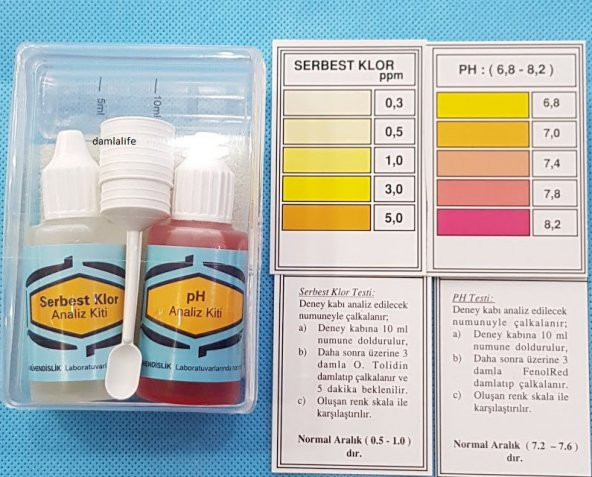 5ml
10ml
damlalife
Serbest Klor
Analiz Kiti
pH
Analiz Kiti
Laboratuvarlarında
SERBEST KLOR
ppm
0,3
0,5
1,0
3,0
5,0
PH : ( 6,8 - 8,2 )
6,8
7,0
7,4
7,8
8,2
Serbest Klor Testi:
Deney kabı analiz edilecek
numuneyle çalkalanır;
a) Deney kabına 10 ml
numune doldurulur,
b) Daha sonra üzerine 3
damla O. Tolidin
damlatıp çalkalanır ve
5 dakika beklenilir.
c) Oluşan renk skala ile
karşılaştırılır.
Normal Aralık ( 0.5 - 1.0 )
dır.
PH Testi:
Deney kabı analiz edilecek
numunuyle çalkalanır;
a) Deney kabına 10 ml
numune doldurulur,
b) Daha sonra üzerine 3
damla FenolRed
damlatıp çalkalanır.
c) Oluşan renk skala ile
karşılaştırılır.
Normal Aralık ( 7.2 – 7.6 )
dır.